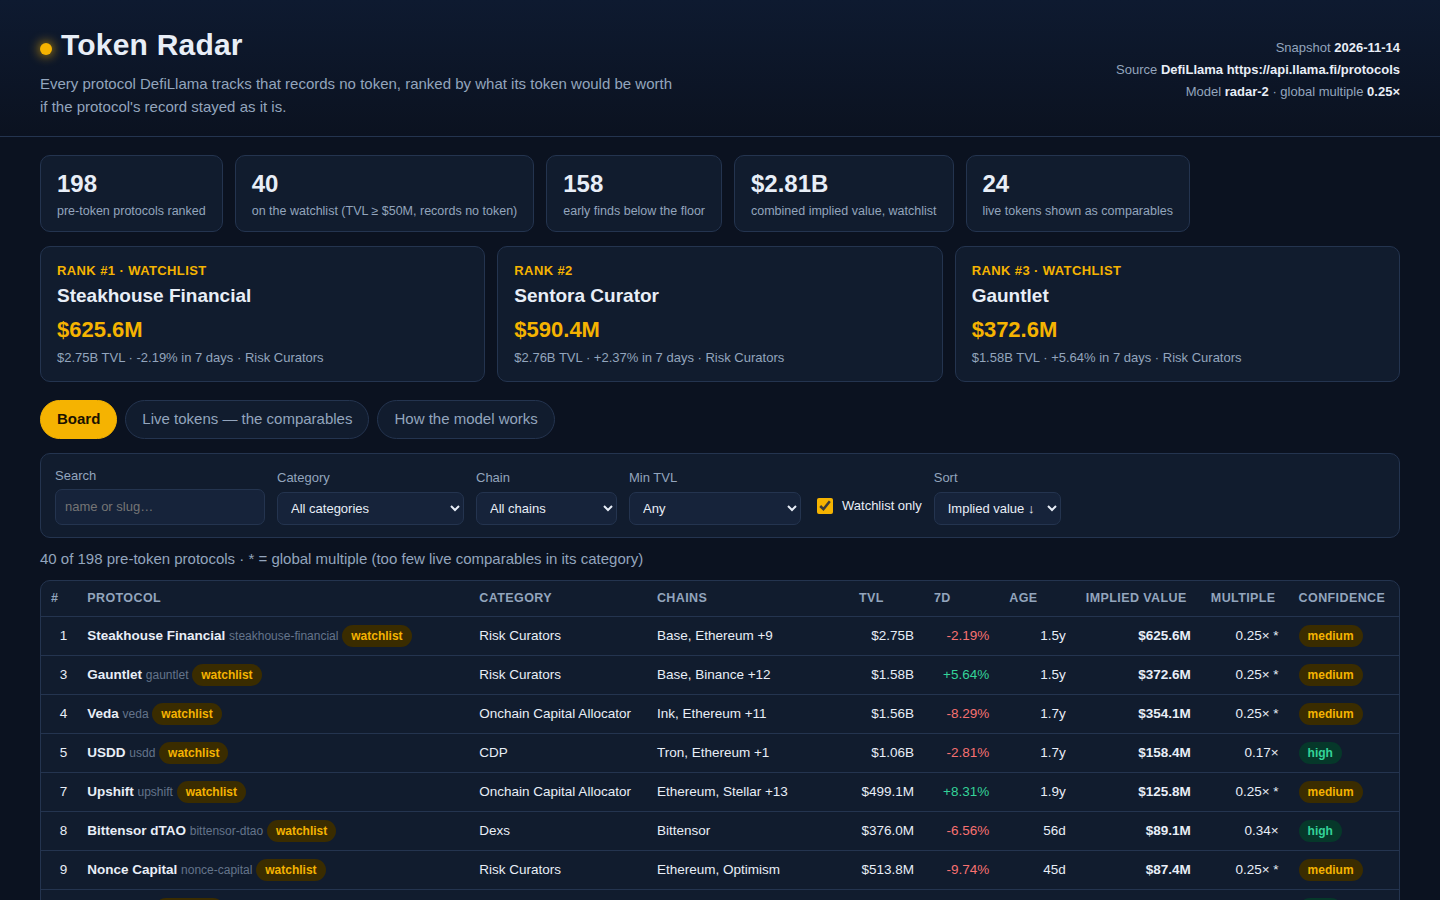 Token Radar
Every protocol DefiLlama tracks that records no token, ranked by what its token would be worth
if the protocol's record stayed as it is.
Snapshot 2026-11-14
Source DefiLlama https://api.llama.fi/protocols
Model radar-2 · global multiple 0.25×
198
pre-token protocols ranked
40
on the watchlist (TVL ≥ $50M, records no token)
158
early finds below the floor
$2.81B
combined implied value, watchlist
24
live tokens shown as comparables
RANK #1 · WATCHLIST
Steakhouse Financial
$625.6M
$2.75B TVL · -2.19% in 7 days · Risk Curators
RANK #2
Sentora Curator
$590.4M
$2.76B TVL · +2.37% in 7 days · Risk Curators
RANK #3 · WATCHLIST
Gauntlet
$372.6M
$1.58B TVL · +5.64% in 7 days · Risk Curators
Board
Live tokens — the comparables
How the model works
Search
name or slug…
Category
All categories
Chain
All chains
Min TVL
Any
Watchlist only
Sort
Implied value ↓
40 of 198 pre-token protocols · * = global multiple (too few live comparables in its category)
# PROTOCOL CATEGORY CHAINS TVL 7D AGE IMPLIED VALUE MULTIPLE CONFIDENCE
1 Steakhouse Financial steakhouse-financial watchlist Risk Curators Base, Ethereum +9 $2.75B -2.19% 1.5y $625.6M 0.25× * medium
3 Gauntlet gauntlet watchlist Risk Curators Base, Binance +12 $1.58B +5.64% 1.5y $372.6M 0.25× * medium
4 Veda veda watchlist Onchain Capital Allocator Ink, Ethereum +11 $1.56B -8.29% 1.7y $354.1M 0.25× * medium
5 USDD usdd watchlist CDP Tron, Ethereum +1 $1.06B -2.81% 1.7y $158.4M 0.17× high
7 Upshift upshift watchlist Onchain Capital Allocator Ethereum, Stellar +13 $499.1M +8.31% 1.9y $125.8M 0.25× * medium
8 Bittensor dTAO bittensor-dtao watchlist Dexs Bittensor $376.0M -6.56% 56d $89.1M 0.34× high
9 Nonce Capital nonce-capital watchlist Risk Curators Ethereum, Optimism $513.8M -9.74% 45d $87.4M 0.25× * medium